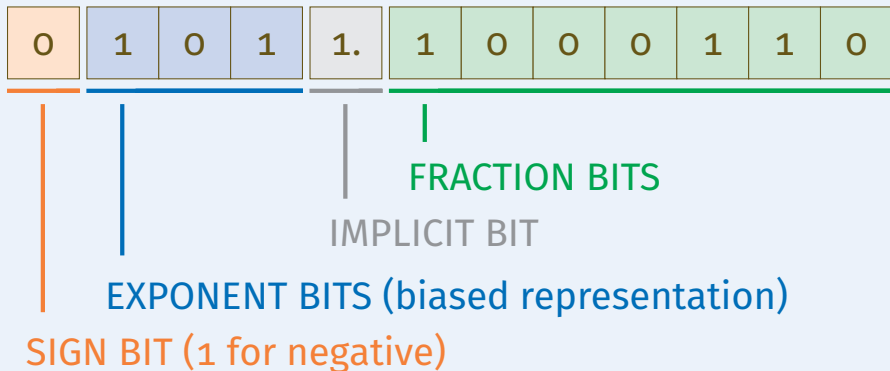 0 1 0 1 1. 1 0 0 0 1 1 0
FRACTION BITS
IMPLICIT BIT
EXPONENT BITS (biased representation)
SIGN BIT (1 for negative)